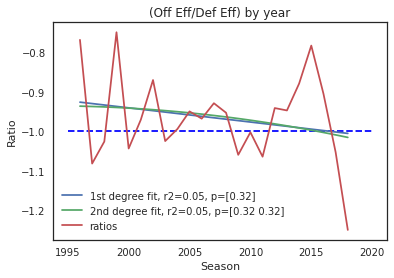 (Off Eff/Def Eff) by year
Ratio
−0.8
−0.9
−1.0
−1.1
−1.2
1st degree fit, r2=0.05, p=[0.32]
2nd degree fit, r2=0.05, p=[0.32 0.32]
ratios
1995
2000
2005
2010
2015
2020
Season